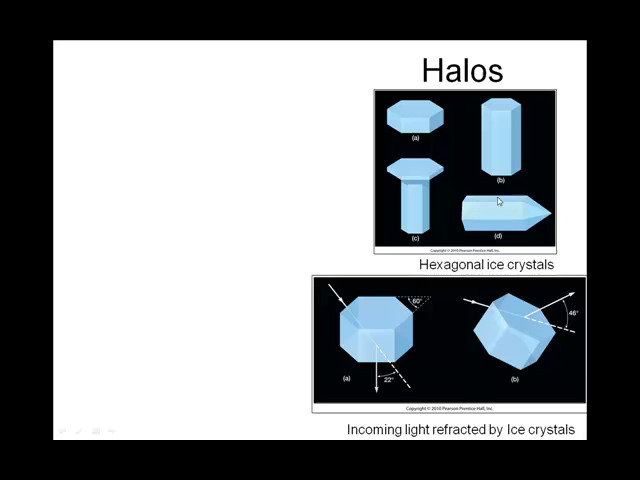 Halos
(a)
(b)
(c)
(d)
Copyright © 2010 Pearson Prentice Hall, Inc.
Hexagonal ice crystals
60°
46°
22°
(a)
(b)
Copyright © 2010 Pearson Prentice Hall, Inc.
Incoming light refracted by Ice crystals